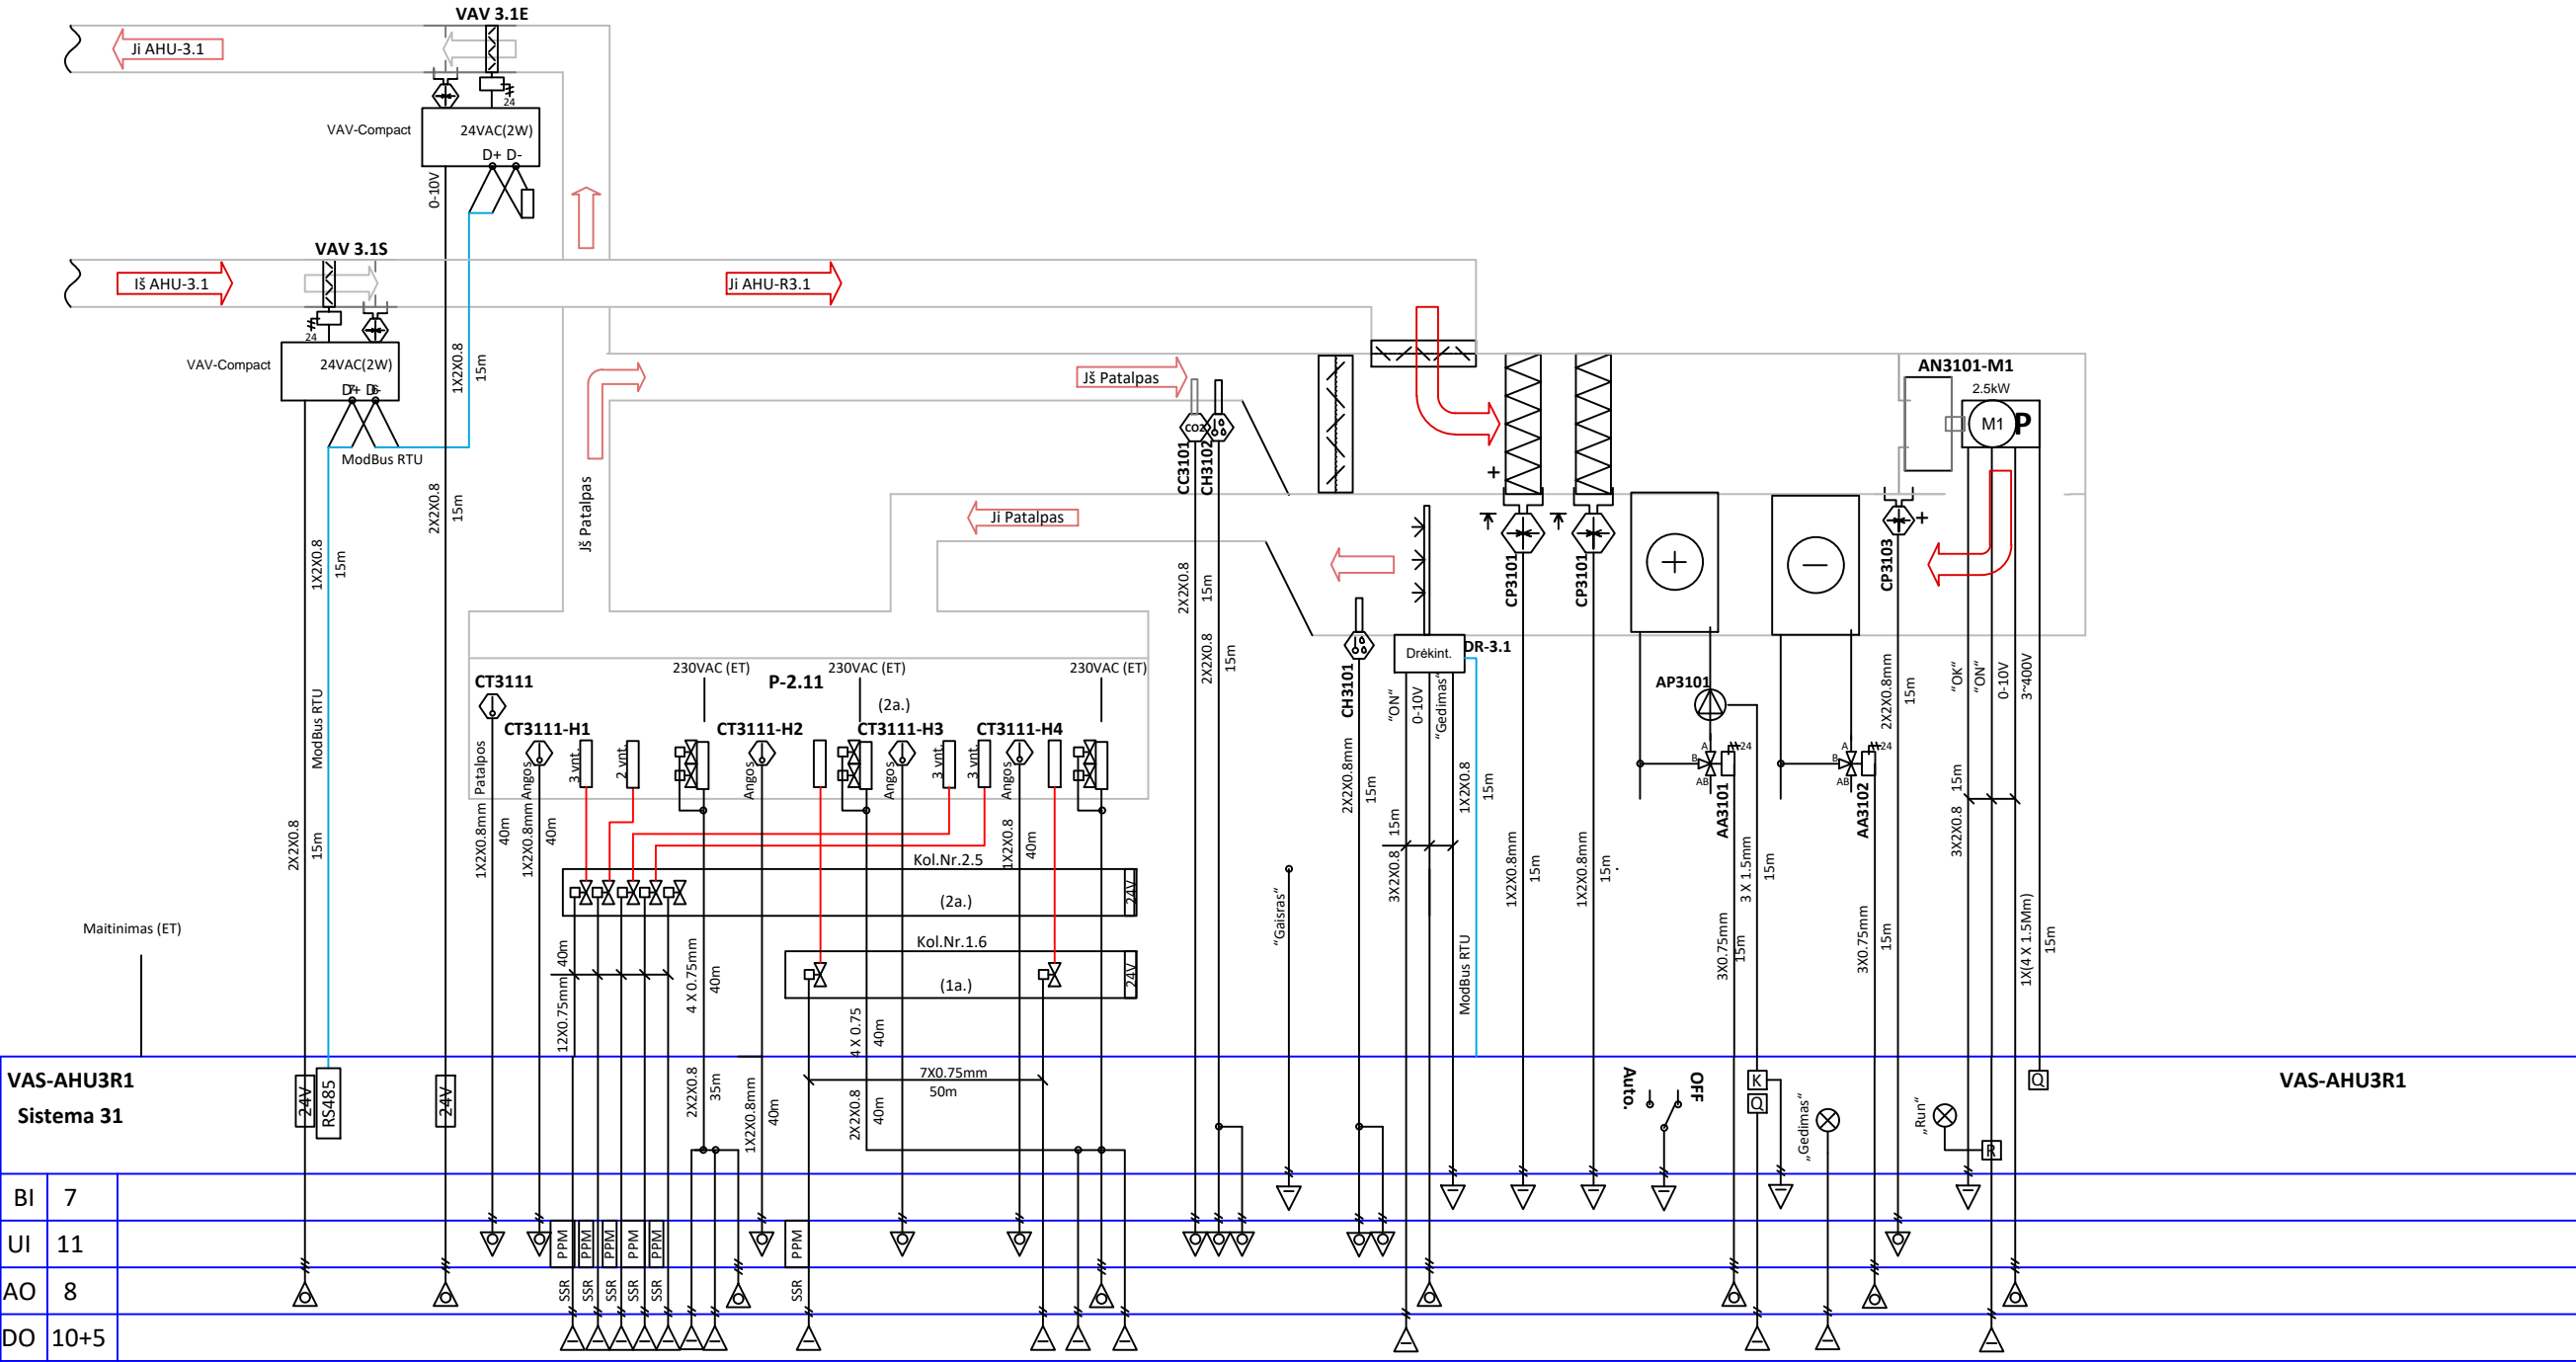 VAV 3.1E
Ji AHU-3.1
24
VAV-Compact
24VAC(2W)
D+ D-
0-10V
VAV 3.1S
Iš AHU-3.1
Ji AHU-R3.1
24
VAV-Compact
24VAC(2W)
ModBus RTU
1X2X0.8
15m
2X2X0.8
15m
1X2X0.8
15m
ModBus RTU
2X2X0.8
15m
Jš Patalpas
Jš Patalpas
Ji Patalpas
CO2
CC3101
CH3102
2X2X0.8
15m
2X2X0.8
15m
+
CP3101
CP3101
AN3101-M1
2.5kW
M1
P
CP3103
+
CH3101
Drėkint.
DR-3.1
"ON"
0-10V
"Gedimas"
2X2X0.8mm
15m
3X2X0.8
15m
1X2X0.8
15m
ModBus RTU
1X2X0.8mm
15m
1X2X0.8mm
15m
AP3101
A
B
AB
24
AA3101
3 X 1.5mm
15m
3X0.75mm
15m
A
B
AB
24
AA3102
3X0.75mm
15m
2X2X0.8mm
15m
"OK"
"ON"
0-10V
3~400V
3X2X0.8
15m
1X(4 X 1.5Mm)
15m
230VAC (ET)
230VAC (ET)
230VAC (ET)
CT3111
P-2.11
(2a.)
CT3111-H1
CT3111-H2
CT3111-H3
CT3111-H4
Patalpos
Angos
3 vnt.
2 vnt.
Angos
Angos
3 vnt.
3 vnt.
Angos
1X2X0.8mm
40m
1X2X0.8mm
40m
1X2X0.8
40m
Kol.Nr.2.5
(2a.)
24V
Kol.Nr.1.6
(1a.)
24V
12X0.75mm
40m
4 X 0.75mm
40m
4 X 0.75
40m
"Gaisras"
Maitinimas (ET)
VAS-AHU3R1
Sistema 31
24V
RS485
24V
2X2X0.8
35m
1X2X0.8mm
40m
2X2X0.8
40m
7X0.75mm
50m
Auto.
OFF
K
Q
„Gedimas"
„Run"
R
Q
VAS-AHU3R1
BI 7
UI 11
PPM PPM PPM PPM PPM PPM
AO 8
SSR SSR SSR SSR SSR SSR
DO 10+5